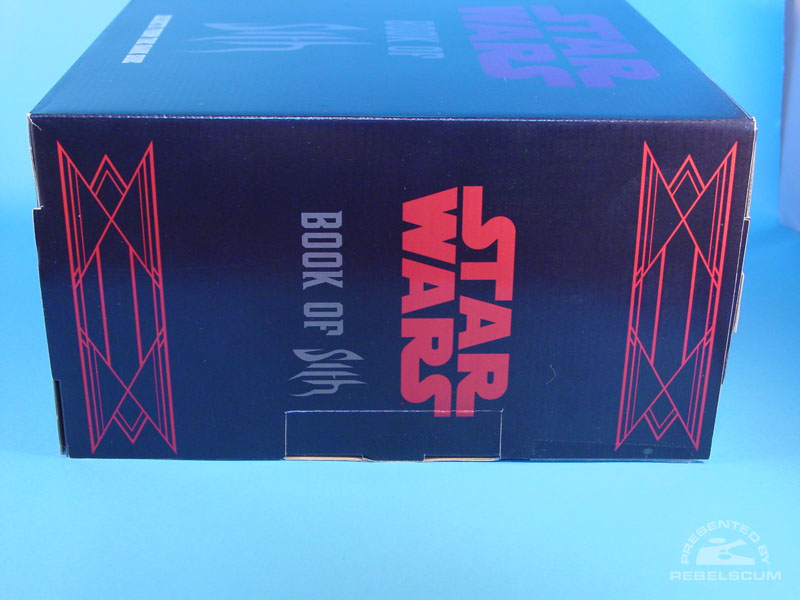 STAR
WARS
BOOK OF
Sith
STAR
WARS
BOOK OF Sith
PRESENTED BY
REBELSCUM